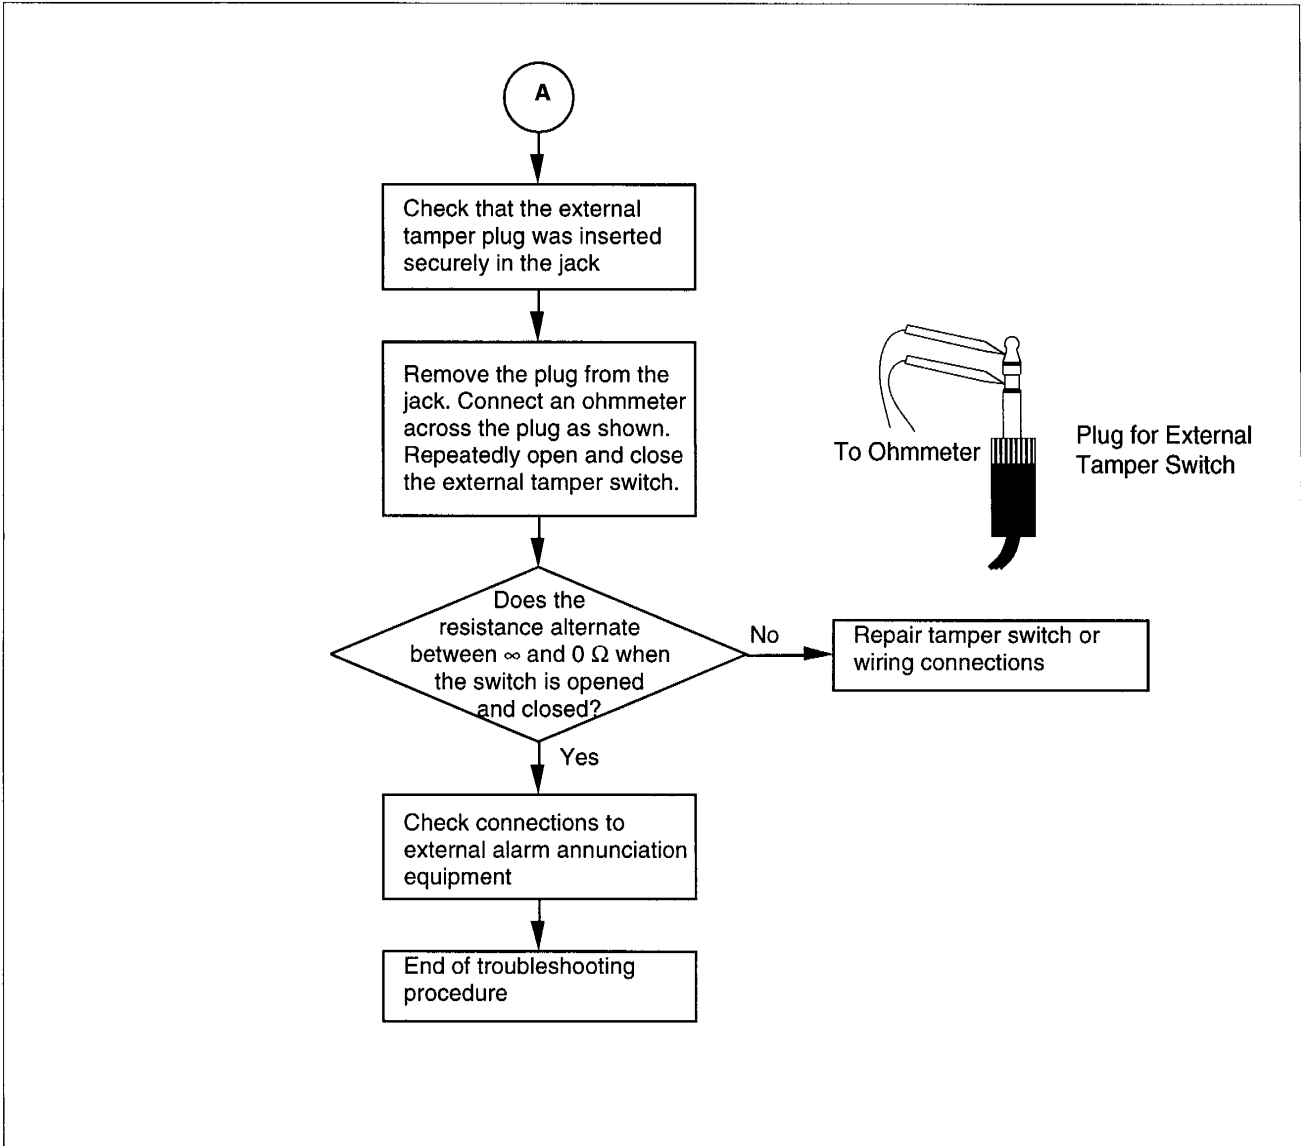 A
Check that the external
tamper plug was inserted
securely in the jack
Remove the plug from the
jack. Connect an ohmmeter
across the plug as shown.
Repeatedly open and close
the external tamper switch.
To Ohmmeter
Plug for External
Tamper Switch
Does the
resistance alternate
between ∞ and 0 Ω when
the switch is opened
and closed?
No
Repair tamper switch or
wiring connections
Yes
Check connections to
external alarm annunciation
equipment
End of troubleshooting
procedure